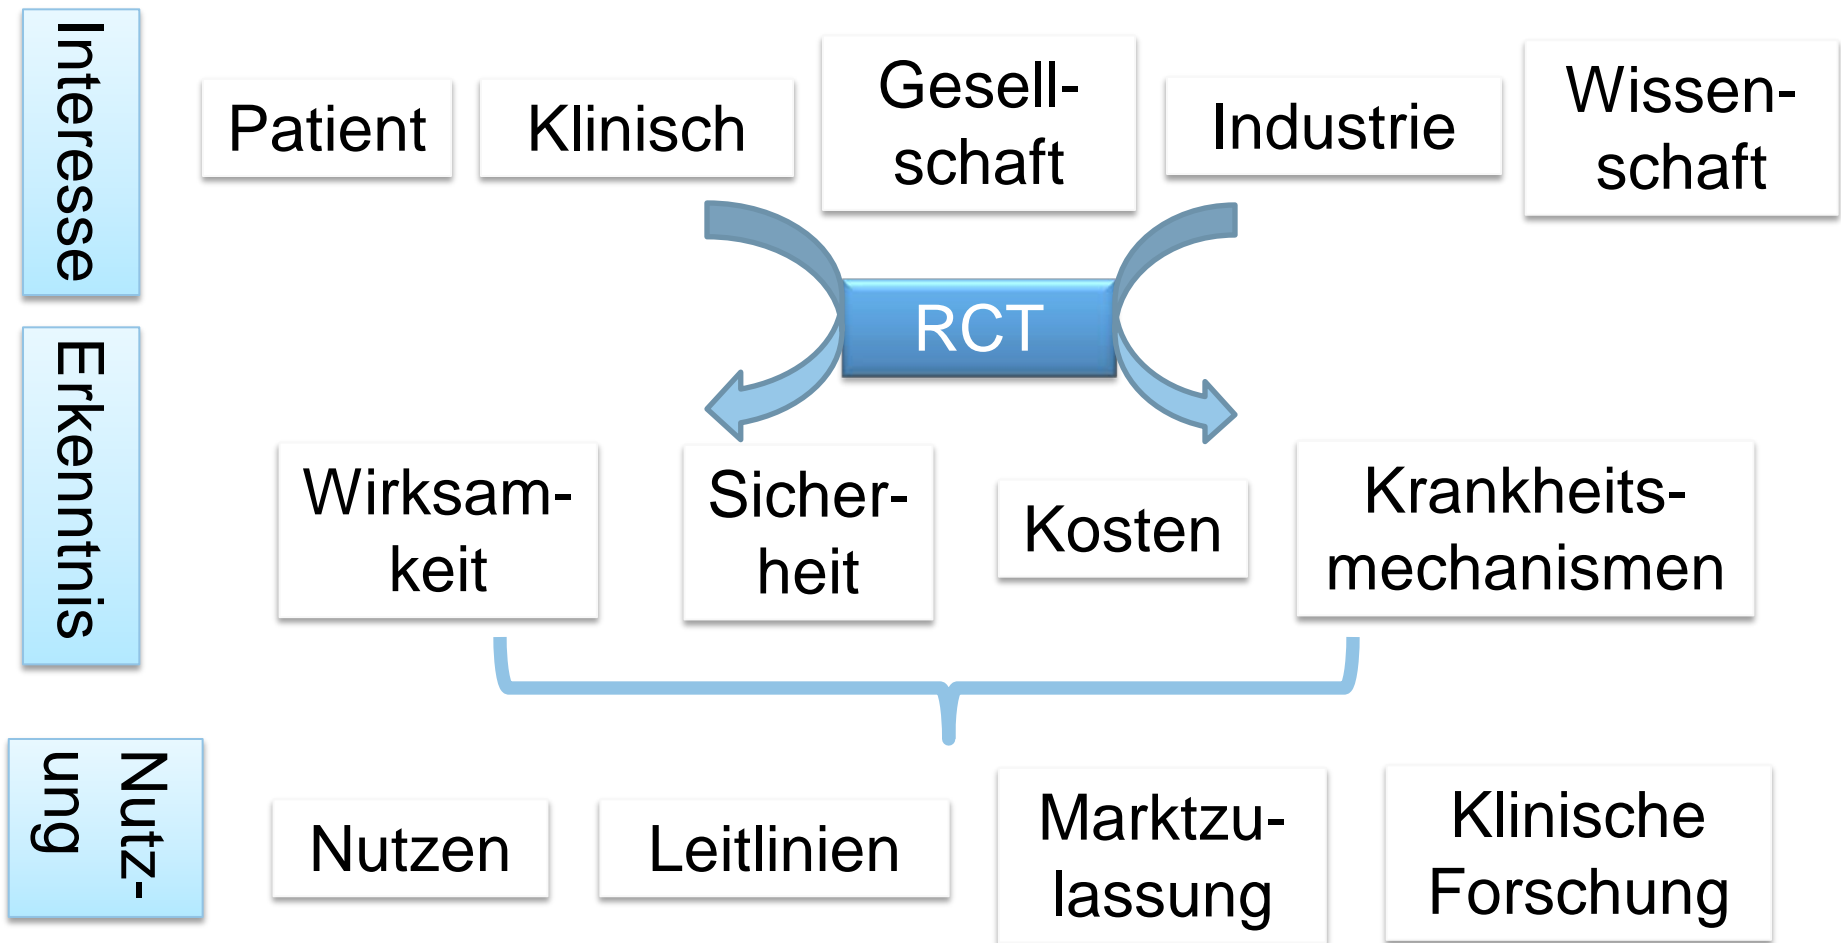 Interesse
Patient
Klinisch
Gesell-
schaft
Industrie
Wissen-
schaft
RCT
Erkenntnis
Wirksam-
keit
Sicher-
heit
Kosten
Krankheits-
mechanismen
Nutz-
ung
Nutzen
Leitlinien
Marktzu-
lassung
Klinische
Forschung